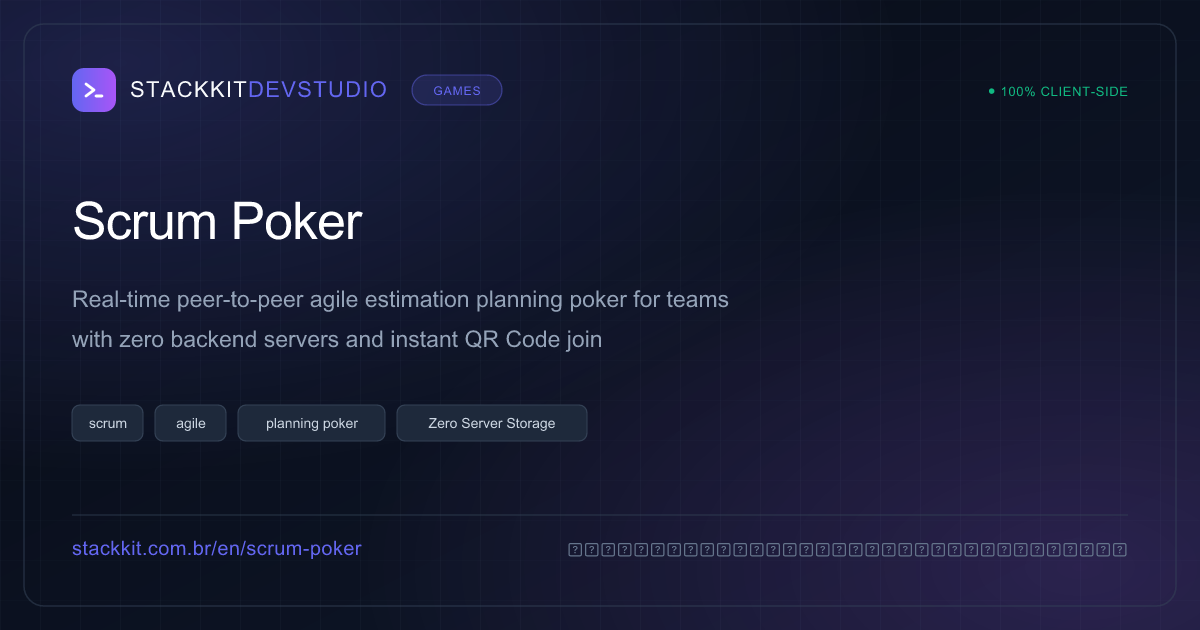 STACKKITDEVSTUDIO
GAMES
100% CLIENT-SIDE
Scrum Poker
Real-time peer-to-peer agile estimation planning poker for teams
with zero backend servers and instant QR Code join
scrum
agile
planning poker
Zero Server Storage
stackkit.com.br/en/scrum-poker